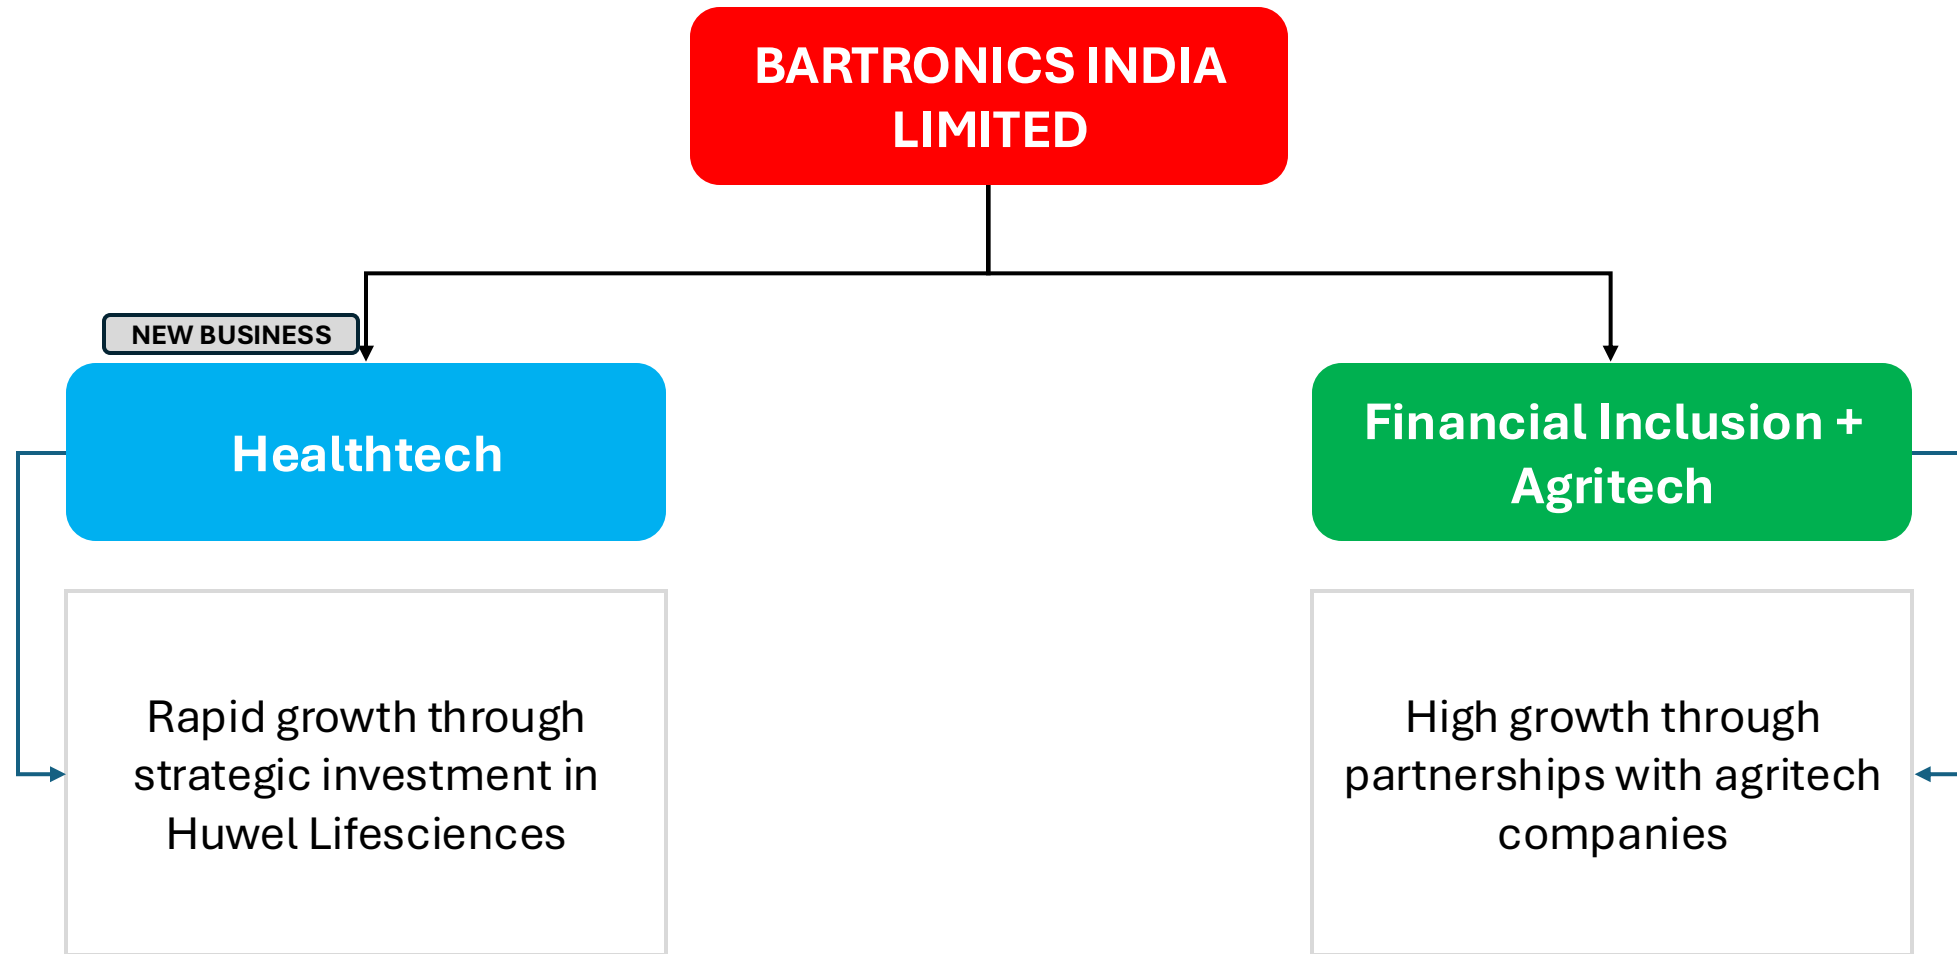 BARTRONICS INDIA
LIMITED
NEW BUSINESS
Healthtech
Financial Inclusion +
Agritech
Rapid growth through
strategic investment in
Huwel Lifesciences
High growth through
partnerships with agritech
companies